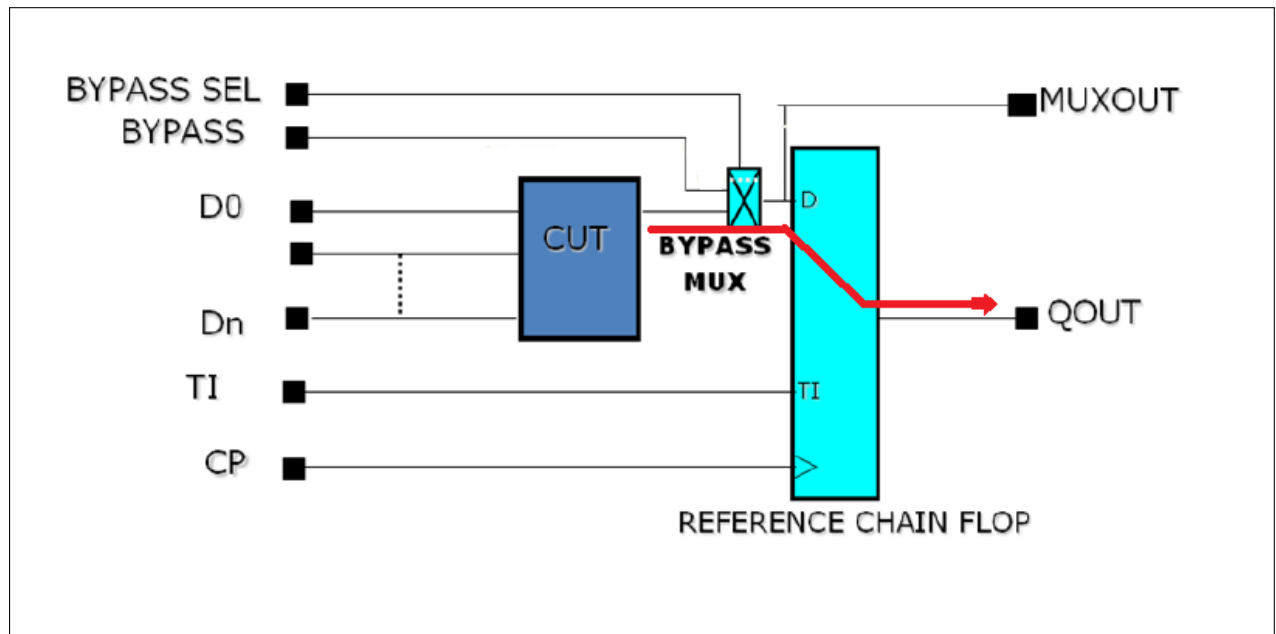 BYPASS SEL
BYPASS
MUXOUT
D0
CUT
BYPASS
MUX
D
Dn
QOUT
TI
TI
CP
REFERENCE CHAIN FLOP